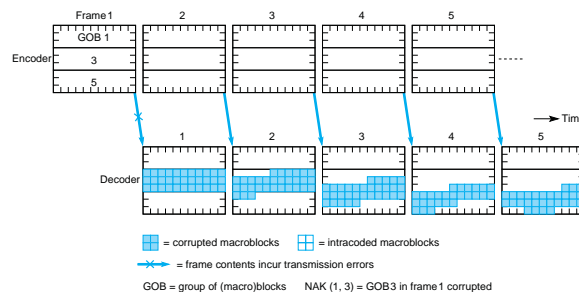 Frame 1 2 3 4 5
GOB 1
Encoder 3
5
Tim
1 2 3 4 5
Decoder
= corrupted macroblocks = intracoded macroblocks
= frame contents incur transmission errors
GOB = group of (macro)blocks NAK (1, 3) = GOB3 in frame1 corrupted